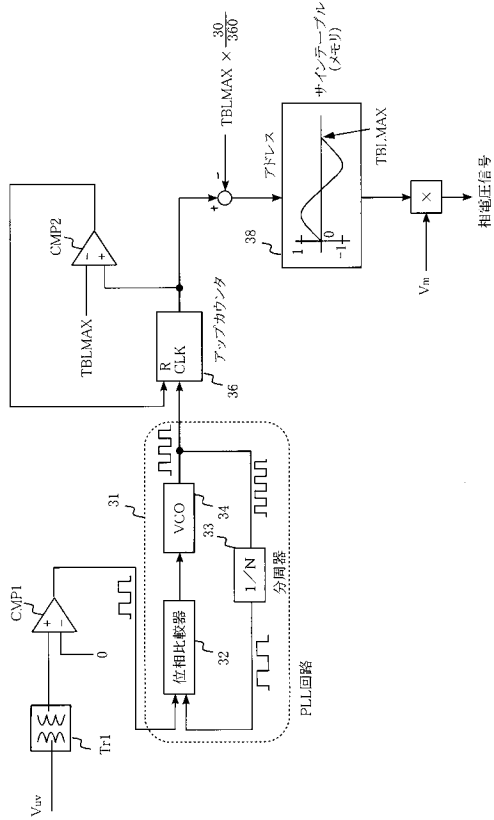 Vuv
Tr1
0
CMP1
+
−
PLL回路
31
位相比較器
32
VCO
34
33
1/N
分周器
R
CLK
36
アップカウンタ
TBLMAX
CMP2
−
+
+
−
TBLMAX × 30/360
アドレス
サインテーブル
(メモリ)
38
1
0
-1
TBLMAX
Vm
×
相電圧信号